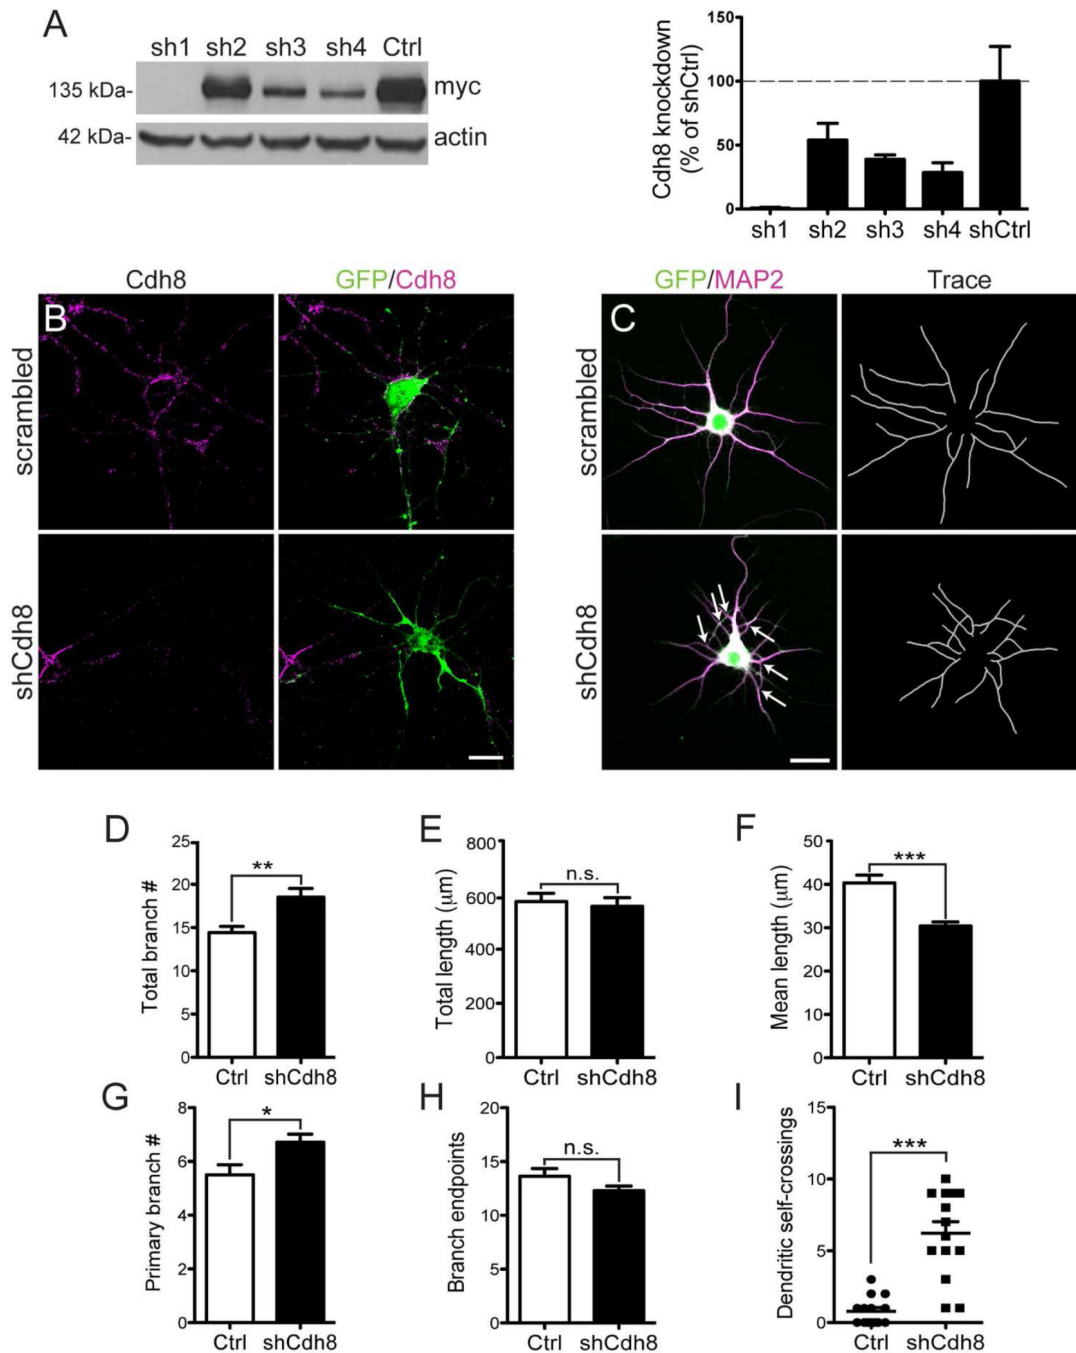 A
sh1 sh2 sh3 sh4 Ctrl
135 kDa- myc
42 kDa- actin
Cdh8 knockdown
(% of shCtrl)
150
100
50
0
sh1 sh2 sh3 sh4 shCtrl
Cdh8 GFP/Cdh8
B
scrambled
shCdh8
GFP/MAP2 Trace
C
scrambled
shCdh8
D
Total branch #
25
20
15
10
5
0
**
Ctrl shCdh8
E
Total length (μm)
800
600
400
200
0
n.s.
Ctrl shCdh8
F
Mean length (μm)
50
40
30
20
10
0
***
Ctrl shCdh8
G
Primary branch #
8
6
4
2
0
*
Ctrl shCdh8
H
Branch endpoints
20
15
10
5
0
n.s.
Ctrl shCdh8
I
Dendritic self-crossings
15
10
5
0
***
Ctrl shCdh8